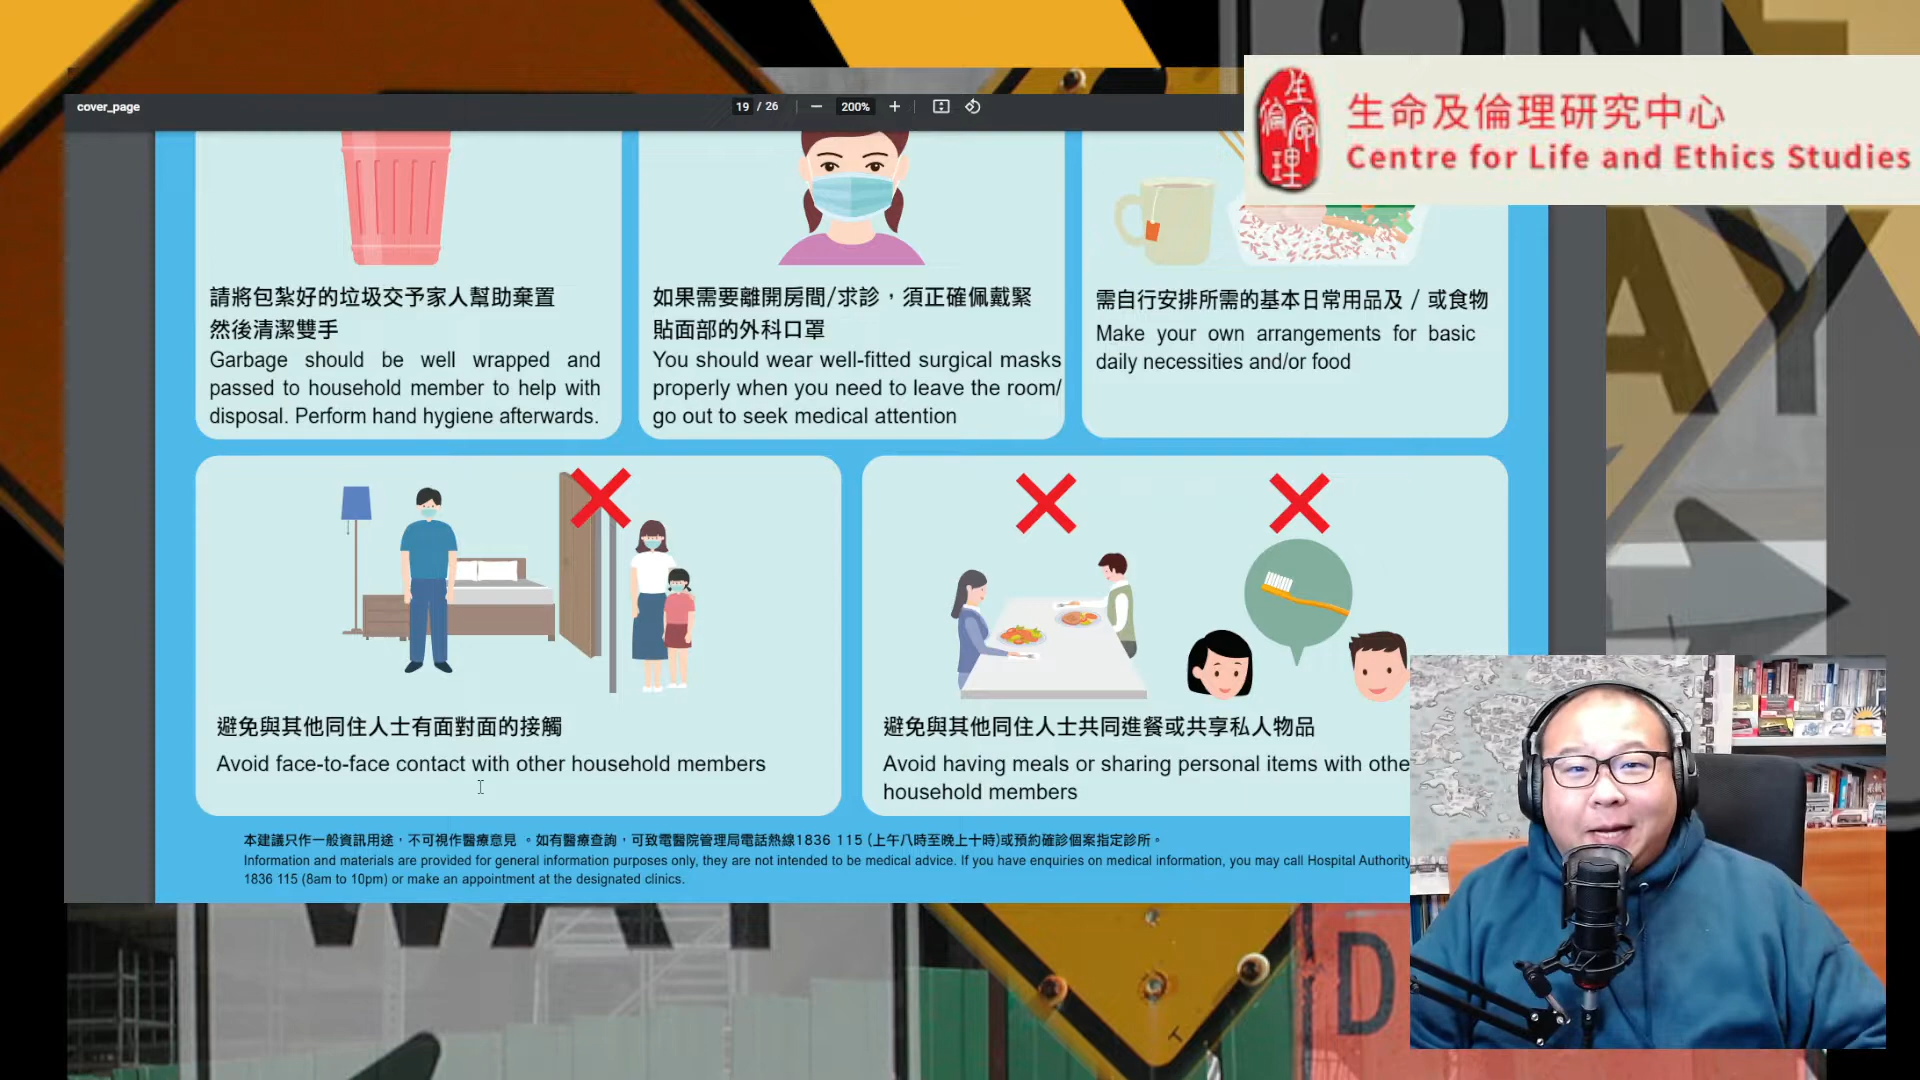 ONE
cover_page
19 / 26
200%
生命倫理
生命及倫理研究中心
Centre for Life and Ethics Studies
AY
請將包紮好的垃圾交予家人幫助棄置
然後清潔雙手
Garbage should be well wrapped and
passed to household member to help with
disposal. Perform hand hygiene afterwards.
如果需要離開房間/求診，須正確佩戴緊
貼面部的外科口罩
You should wear well-fitted surgical masks
properly when you need to leave the room/
go out to seek medical attention
需自行安排所需的基本日常用品及 / 或食物
Make your own arrangements for basic
daily necessities and/or food
避免與其他同住人士有面對面的接觸
Avoid face-to-face contact with other household members
避免與其他同住人士共同進餐或共享私人物品
Avoid having meals or sharing personal items with othe
household members
本建議只作一般資訊用途，不可視作醫療意見 。如有醫療查詢，可致電醫院管理局電話熱線1836 115 (上午八時至晚上十時)或預約確診個案指定診所。
Information and materials are provided for general information purposes only, they are not intended to be medical advice. If you have enquiries on medical information, you may call Hospital Authority
1836 115 (8am to 10pm) or make an appointment at the designated clinics.
WAY
D